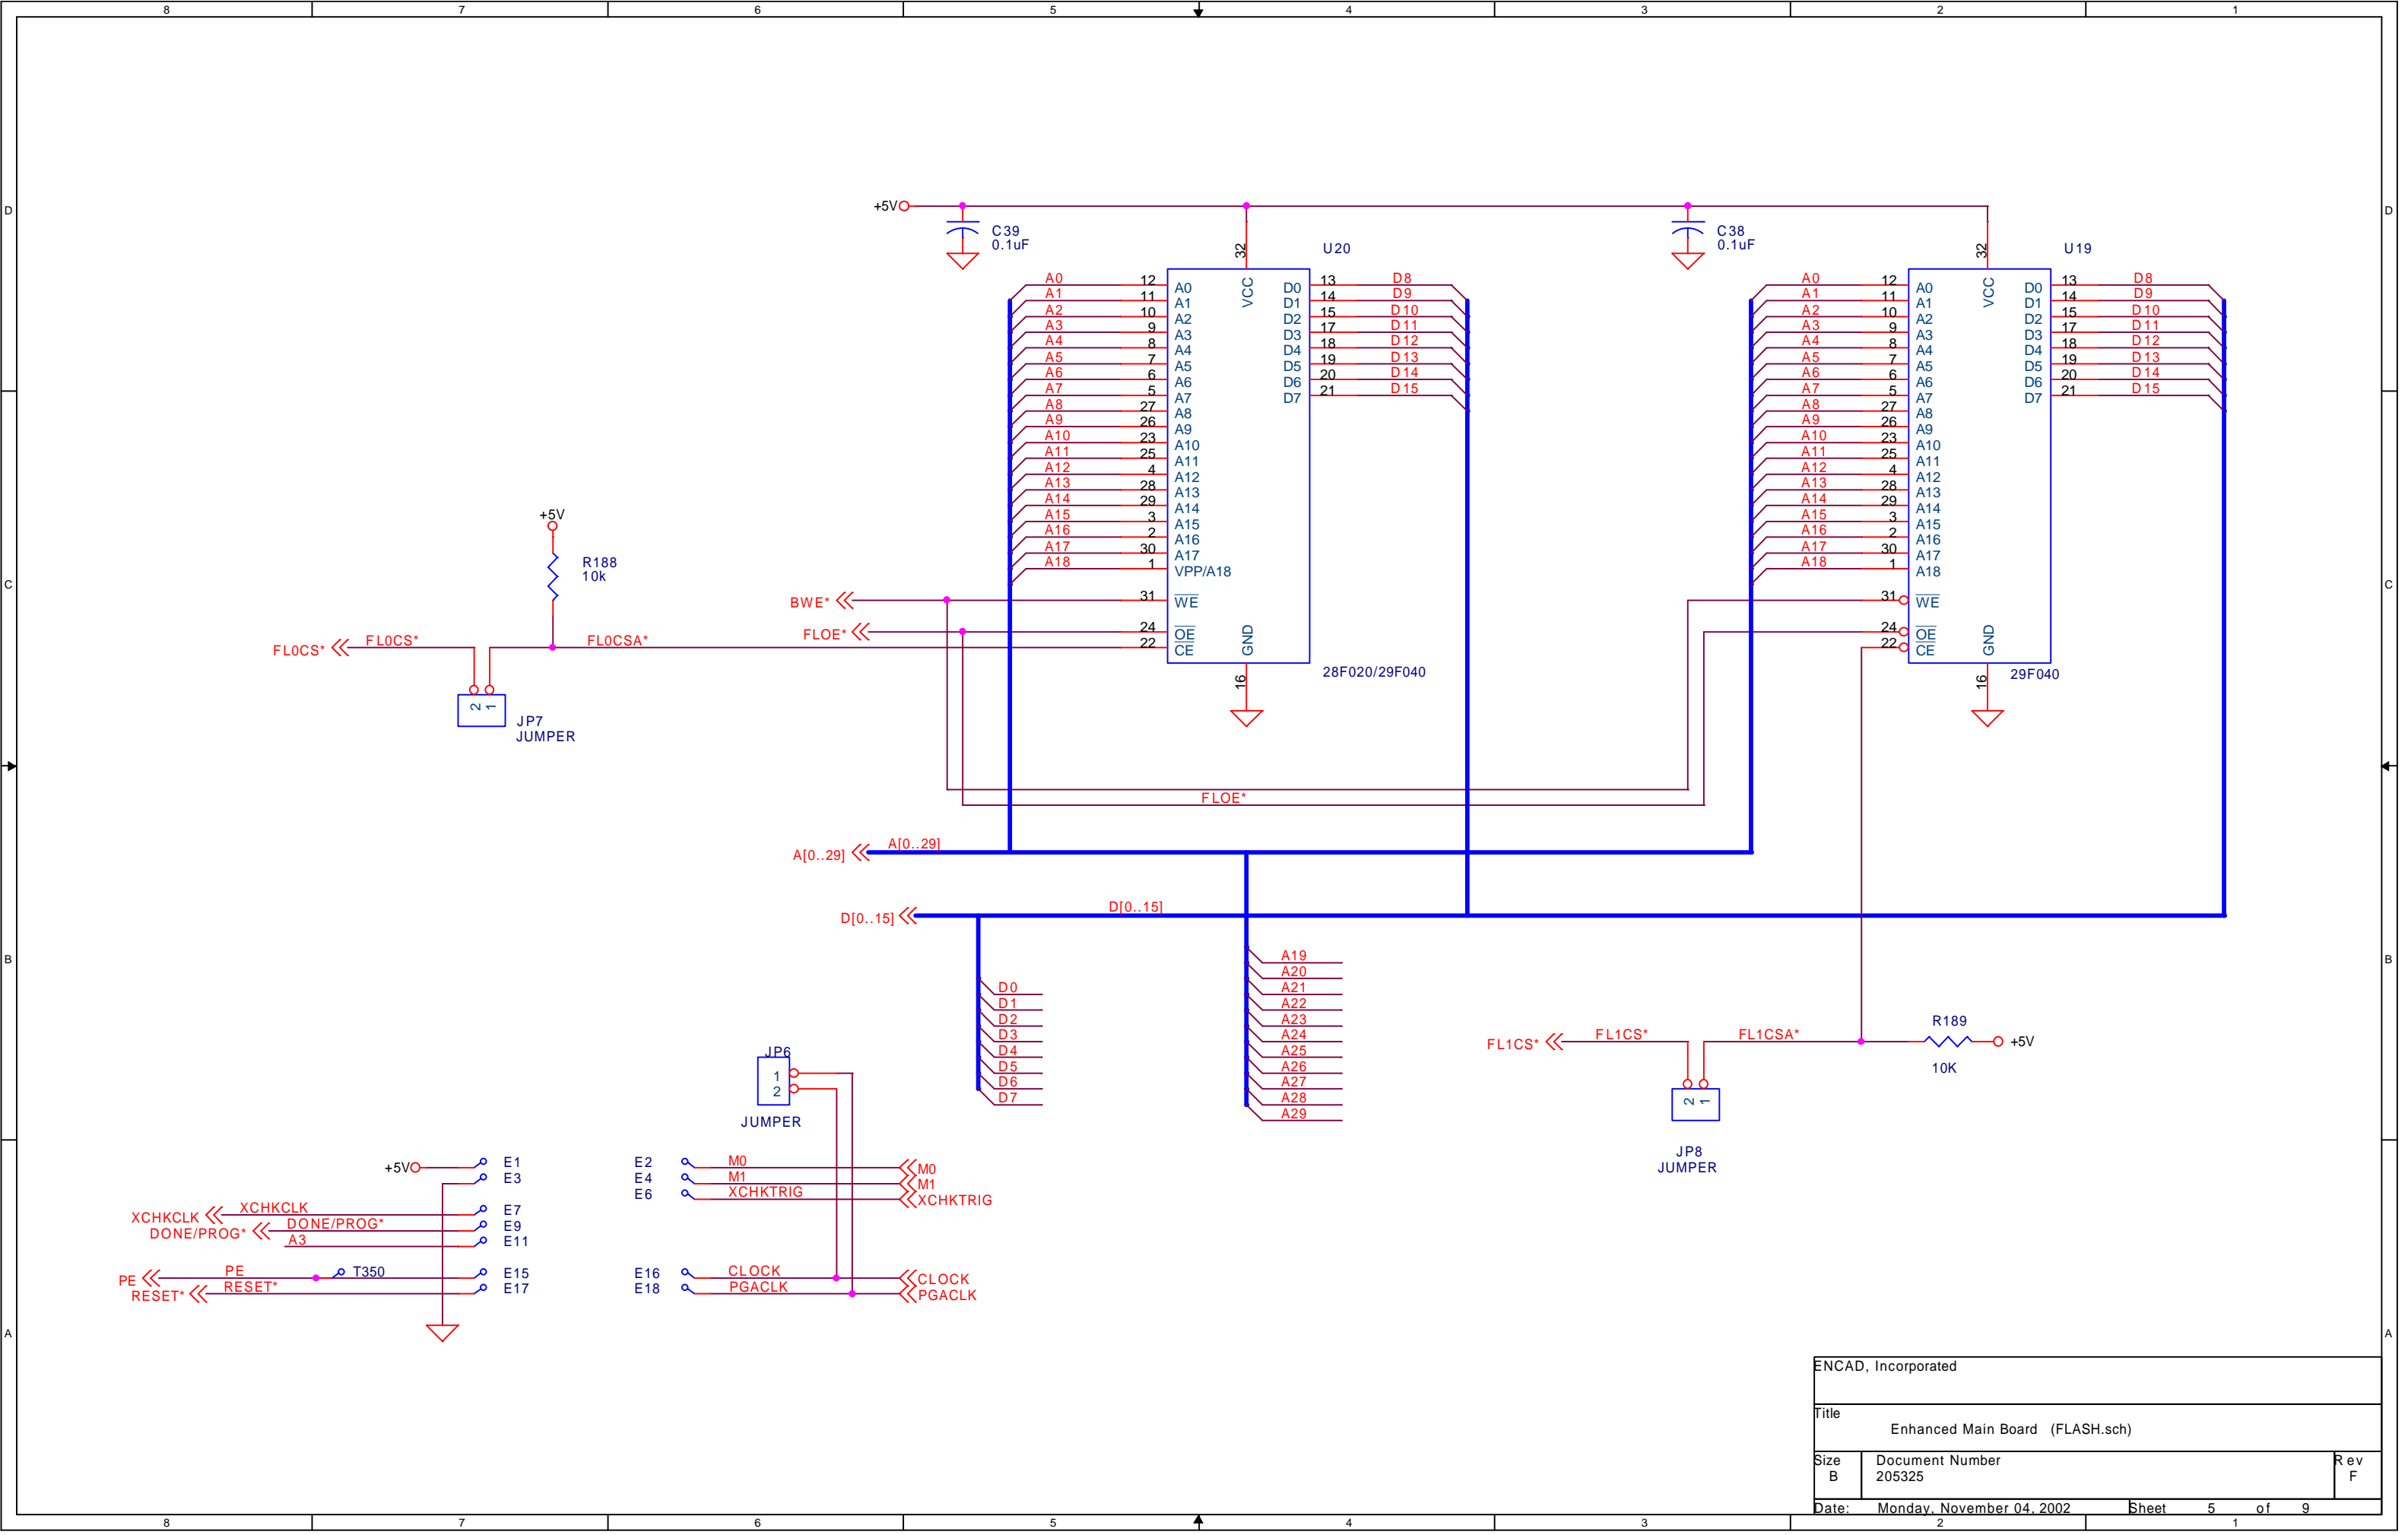 8 7 6 5 4 3 2 1
D
D
+5V
C39
0.1uF
C38
0.1uF
U20
U19
32
VCC
32
VCC
A0 12 A0 D0 13 D8
A1 11 A1 D1 14 D9
A2 10 A2 D2 15 D10
A3 9 A3 D3 17 D11
A4 8 A4 D4 18 D12
A5 7 A5 D5 19 D13
A6 6 A6 D6 20 D14
A7 5 A7 D7 21 D15
A8 27 A8
A9 26 A9
A10 23 A10
A11 25 A11
A12 4 A12
A13 28 A13
A14 29 A14
A15 3 A15
A16 2 A16
A17 30 A17
A18 1 VPP/A18
BWE* 31 WE
FLOE* 24 OE
22 CE
GND
16
28F020/29F040
A0 12 A0 D0 13 D8
A1 11 A1 D1 14 D9
A2 10 A2 D2 15 D10
A3 9 A3 D3 17 D11
A4 8 A4 D4 18 D12
A5 7 A5 D5 19 D13
A6 6 A6 D6 20 D14
A7 5 A7 D7 21 D15
A8 27 A8
A9 26 A9
A10 23 A10
A11 25 A11
A12 4 A12
A13 28 A13
A14 29 A14
A15 3 A15
A16 2 A16
A17 30 A17
A18 1 A18
31 WE
24 OE
22 CE
GND
16
29F040
C
C
+5V
R188
10k
FL0CS* FL0CS* FL0CSA*
2 1
JP7
JUMPER
FLOE*
A[0..29] A[0..29]
D[0..15] D[0..15]
B
B
D0
D1
D2
D3
D4
D5
D6
D7
A19
A20
A21
A22
A23
A24
A25
A26
A27
A28
A29
FL1CS* FL1CS* FL1CSA*
R189
10K
+5V
2 1
JP8
JUMPER
JP6
1
2
JUMPER
+5V E1
E3
XCHKCLK XCHKCLK E7
DONE/PROG* DONE/PROG* E9
A3 E11
PE PE T350 E15
RESET* RESET* E17
E2 M0 M0
E4 M1 M1
E6 XCHKTRIG XCHKTRIG
E16 CLOCK CLOCK
E18 PGACLK PGACLK
A
A
ENCAD, Incorporated
Title
Enhanced Main Board (FLASH.sch)
Size Document Number Rev
B 205325 F
Date: Monday, November 04, 2002 Sheet 5 of 9
8 7 6 5 4 3 2 1